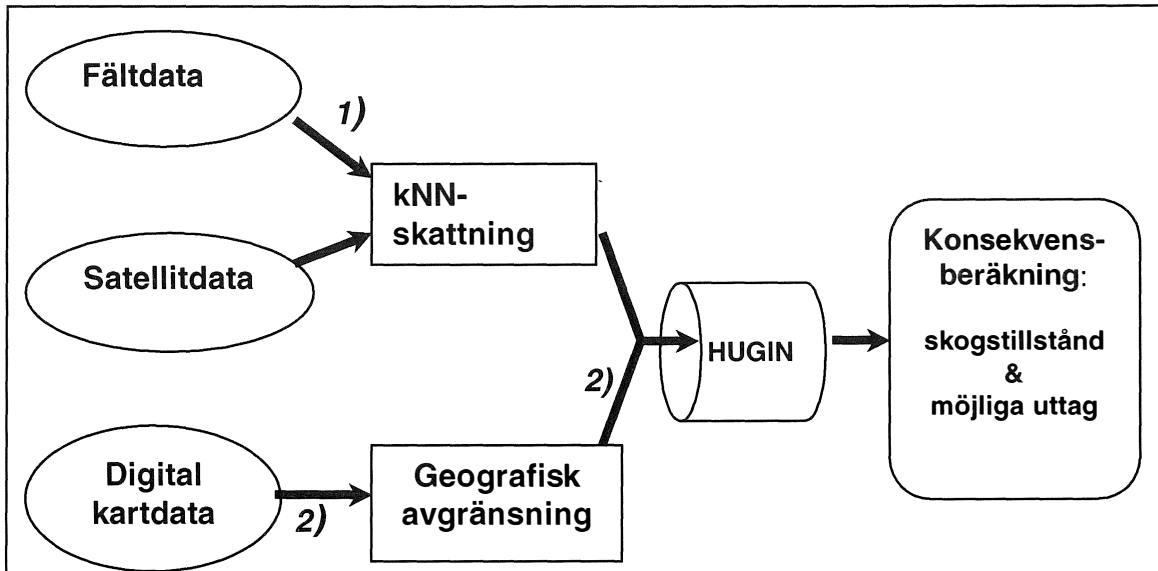 Fältdata
1)
kNN-
skattning
Satellitdata
Konsekvens-
beräkning:
skogstillstånd
&
möjliga uttag
HUGIN
2)
Digital
kartdata
2)
Geografisk
avgränsning